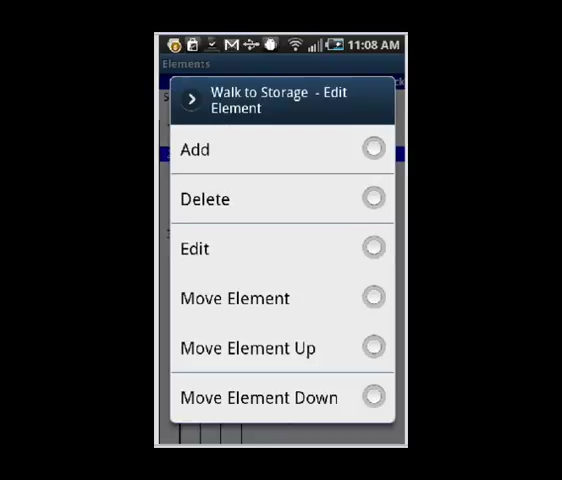 11:08 AM
Elements
Walk to Storage - Edit
Element
Add
Delete
Edit
Move Element
Move Element Up
Move Element Down